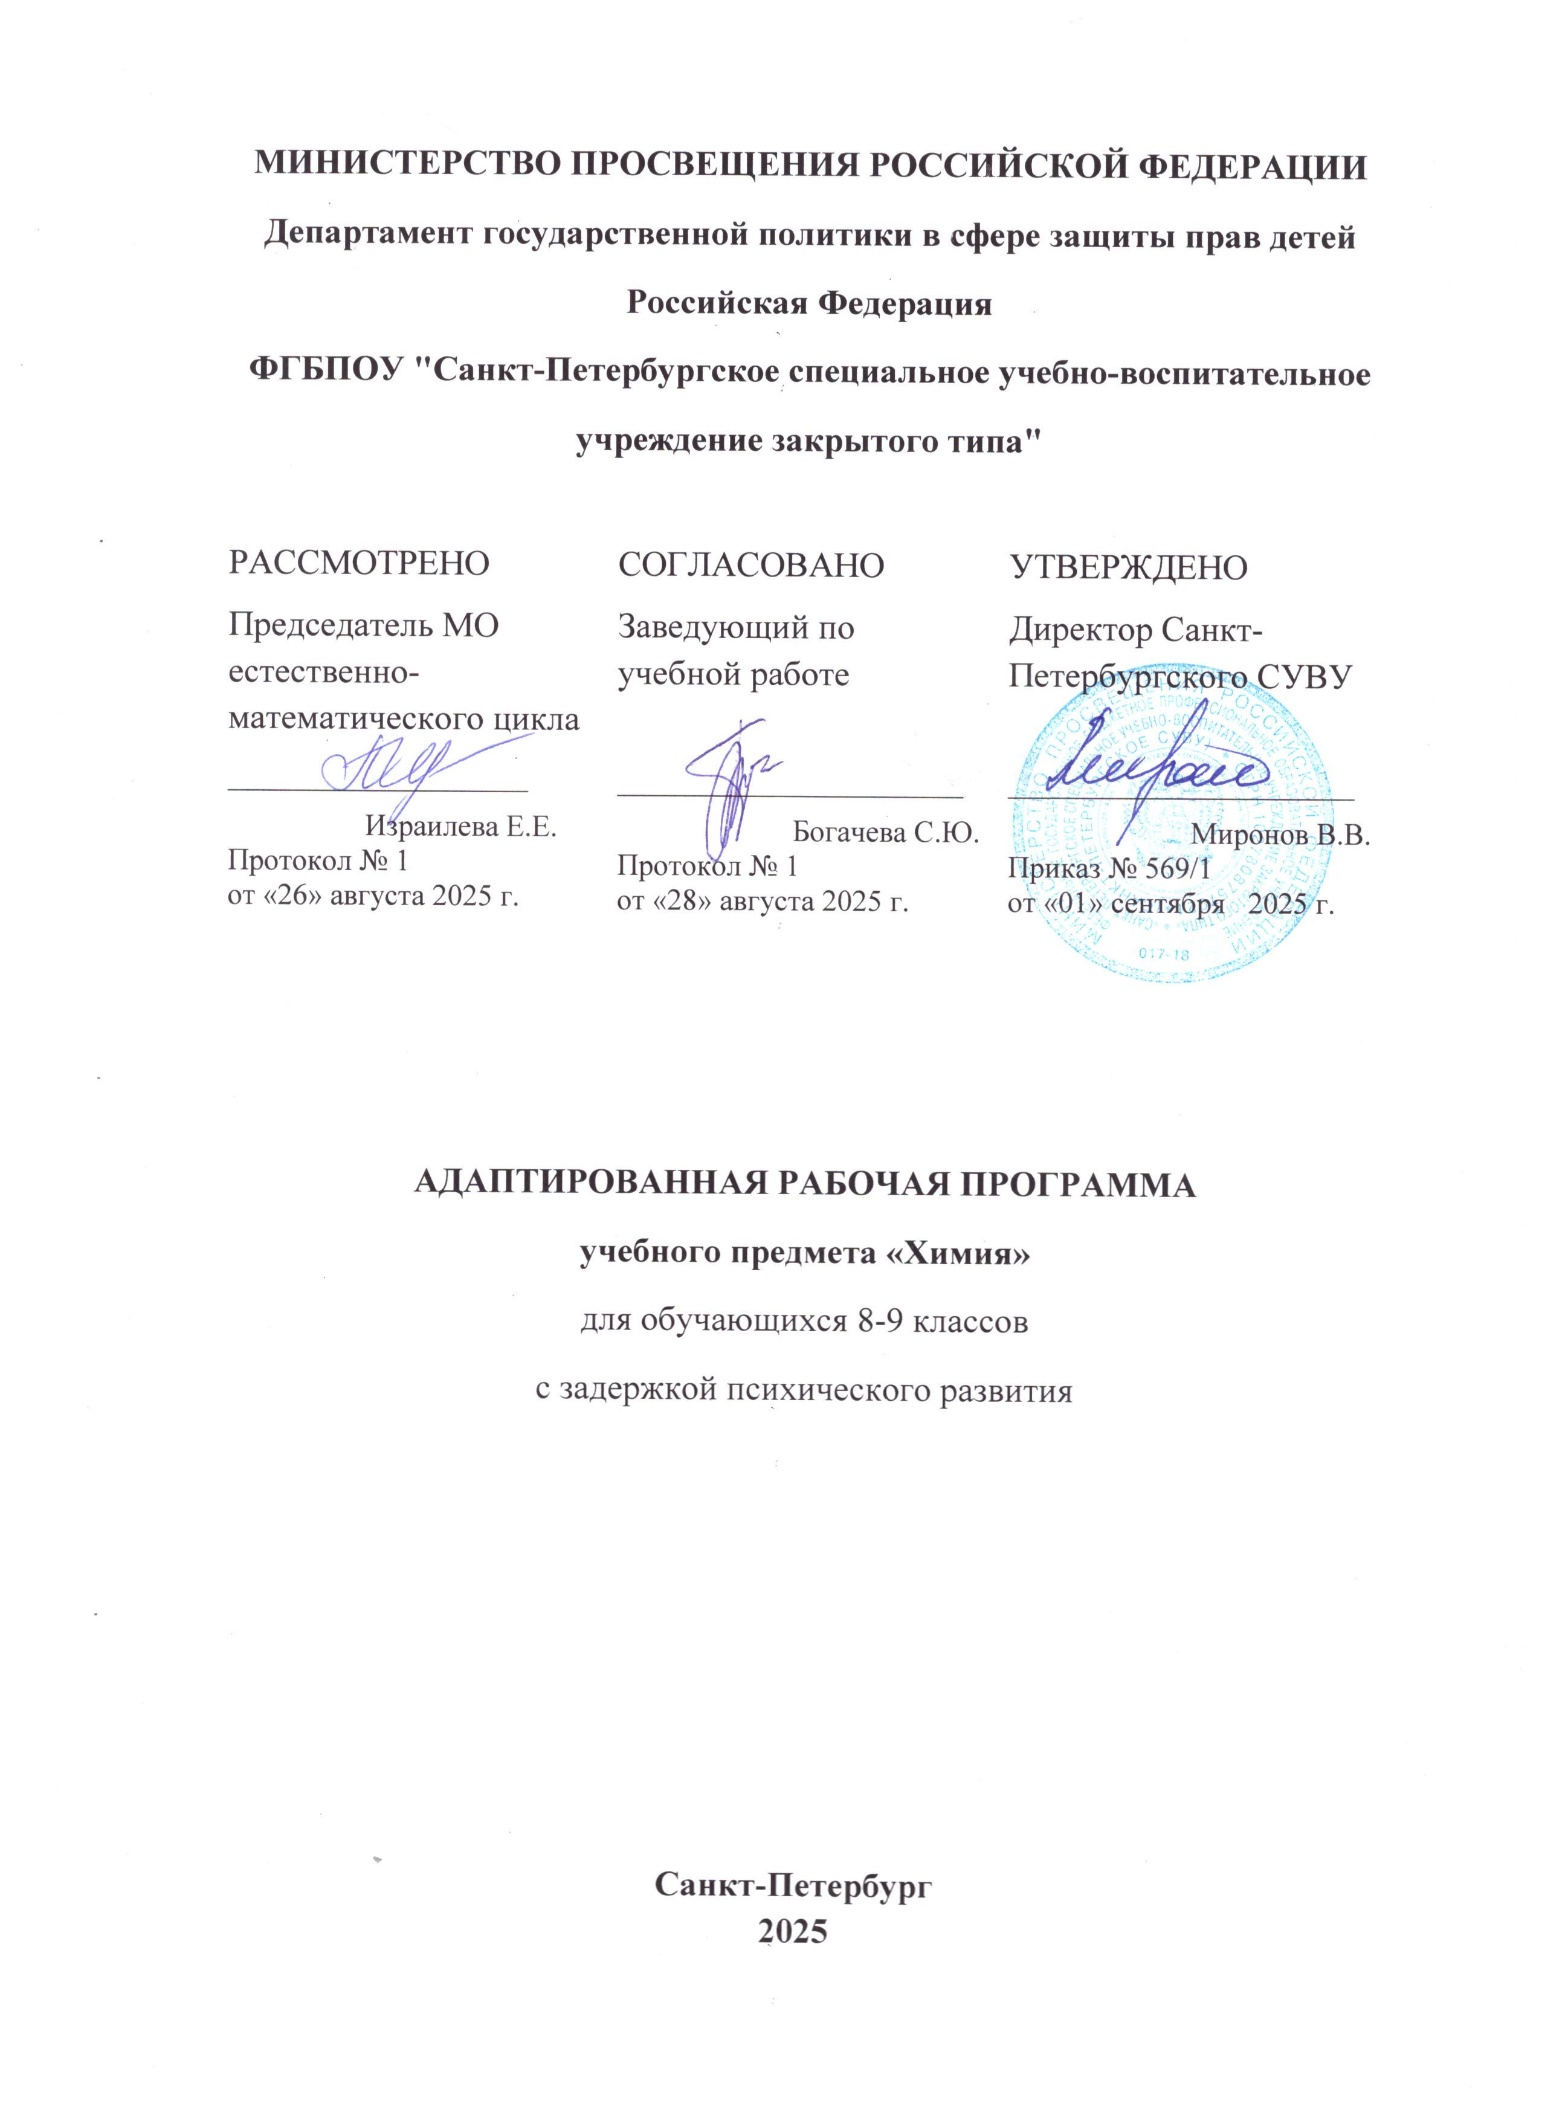 МИНИСТЕРСТВО ПРОСВЕЩЕНИЯ РОССИЙСКОЙ ФЕДЕРАЦИИ
Департамент государственной политики в сфере защиты прав детей
Российская Федерация
ФГБПОУ "Санкт-Петербургское специальное учебно-воспитательное
учреждение закрытого типа"
РАССМОТРЕНО
Председатель МО
естественно-
математического цикла
Израилева Е.Е.
Протокол № 1
от «26» августа 2025 г.
СОГЛАСОВАНО
Заведующий по
учебной работе
Богачева С.Ю.
Протокол № 1
от «28» августа 2025 г.
УТВЕРЖДЕНО
Директор Санкт-
Петербургского СУВУ
Миронов В.В.
Приказ № 569/1
от «01» сентября 2025 г.
017-18
АДАПТИРОВАННАЯ РАБОЧАЯ ПРОГРАММА
учебного предмета «Химия»
для обучающихся 8-9 классов
с задержкой психического развития
Санкт-Петербург
2025